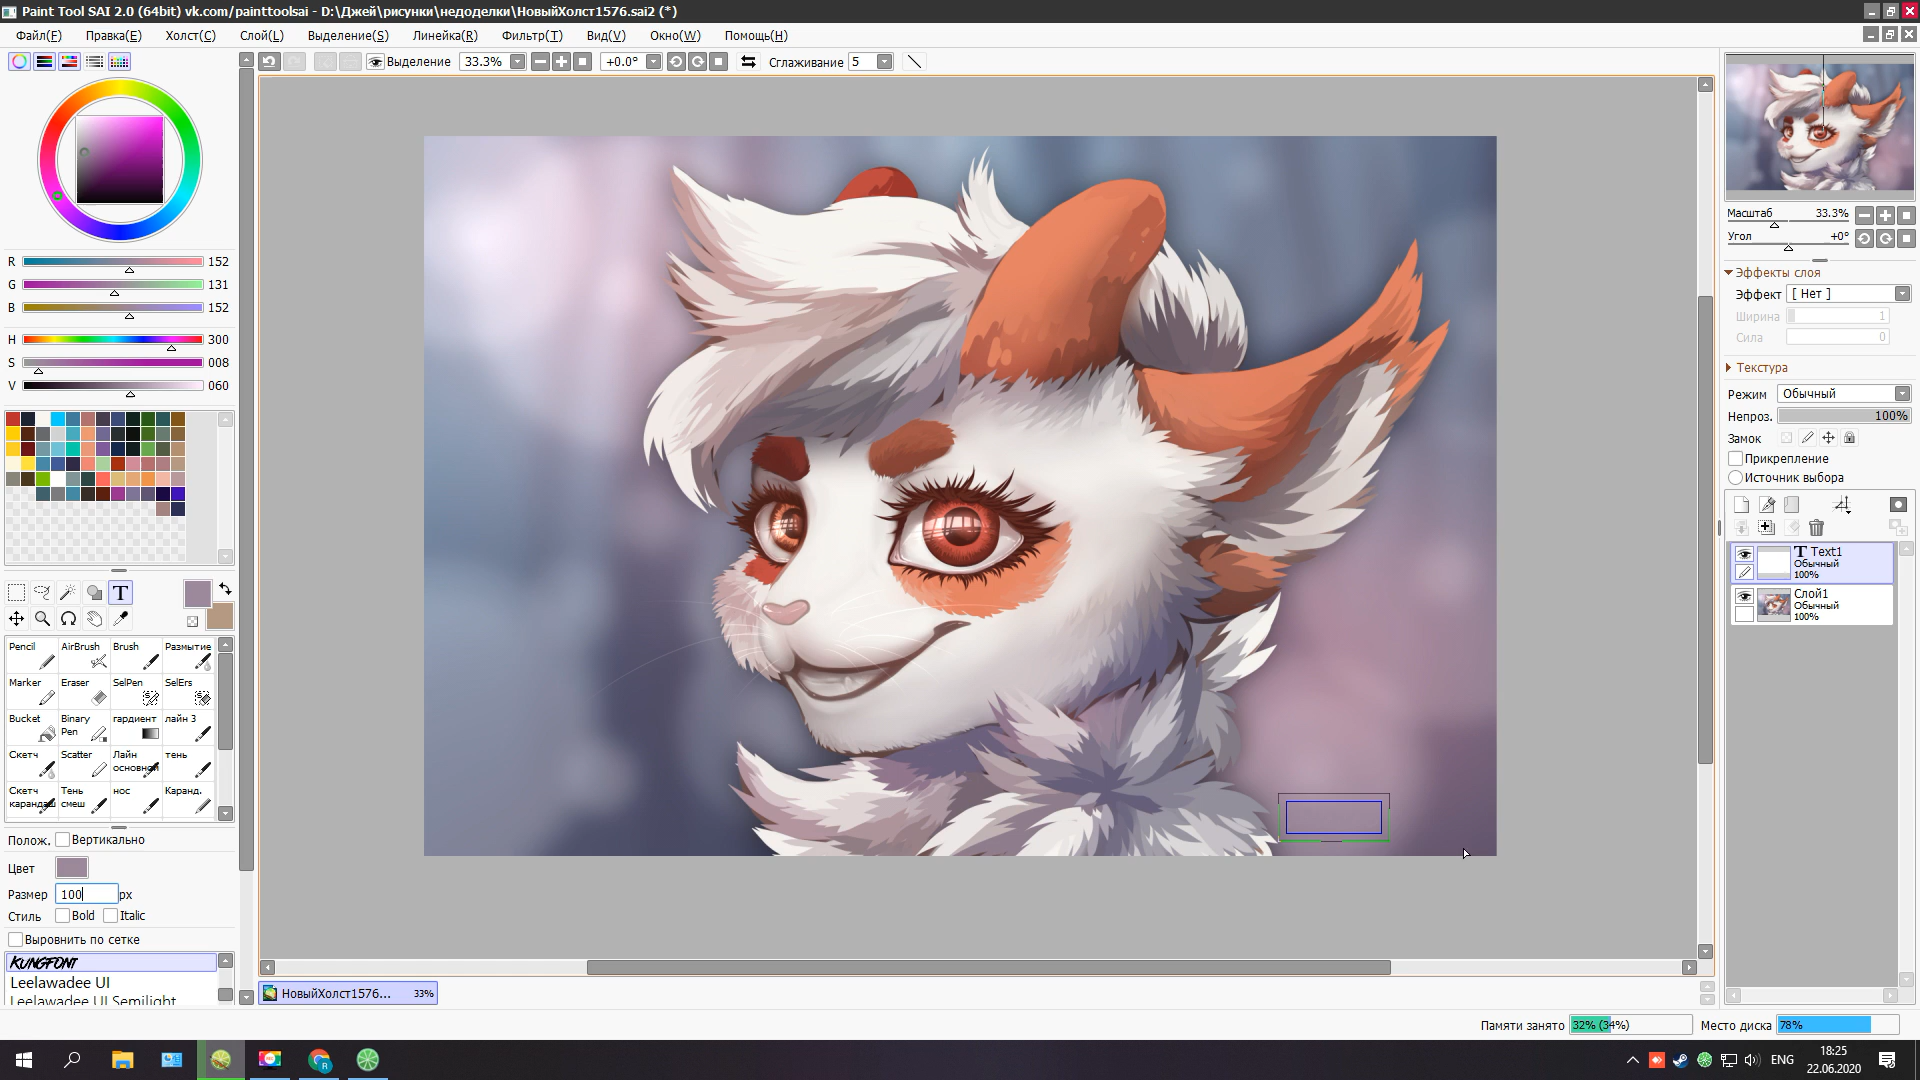 Paint Tool SAI 2.0 (64bit) vk.com/painttoolsai - D:\Джей\рисунки\недоделки\НовыйХолст1576.sai2 (*)
Файл(F) Правка(E) Холст(C) Слой(L) Выделение(S) Линейка(R) Фильтр(T) Вид(V) Окно(W) Помощь(H)
Выделение 33.3% +0.0° Сглаживание 5
R 152
G 131
B 152
H 300
S 008
V 060
T
Pencil AirBrush Brush Размытие
Marker Eraser SelPen SelErs
Bucket Binary Pen гардиент лайн 3
Скетч Scatter Лайн основной тень
Скетч карандаш Тень смеш нос Каранд.
Полож. Вертикально
Цвет
Размер 100 px
Стиль Bold Italic
Выровнить по сетке
KungFont
Leelawadee UI
Leelawadee UI Semilight
НовыйХолст1576... 33%
Масштаб 33.3%
Угол +0°
Эффекты слоя
Эффект [ Нет ]
Ширина 1
Сила 0
Текстура
Режим Обычный
Непроз. 100%
Замок
Прикрепление
Источник выбора
T Text1
Обычный
100%
Слой1
Обычный
100%
Памяти занято 32% (34%) Место диска 78%
ENG
18:25
22.06.2020